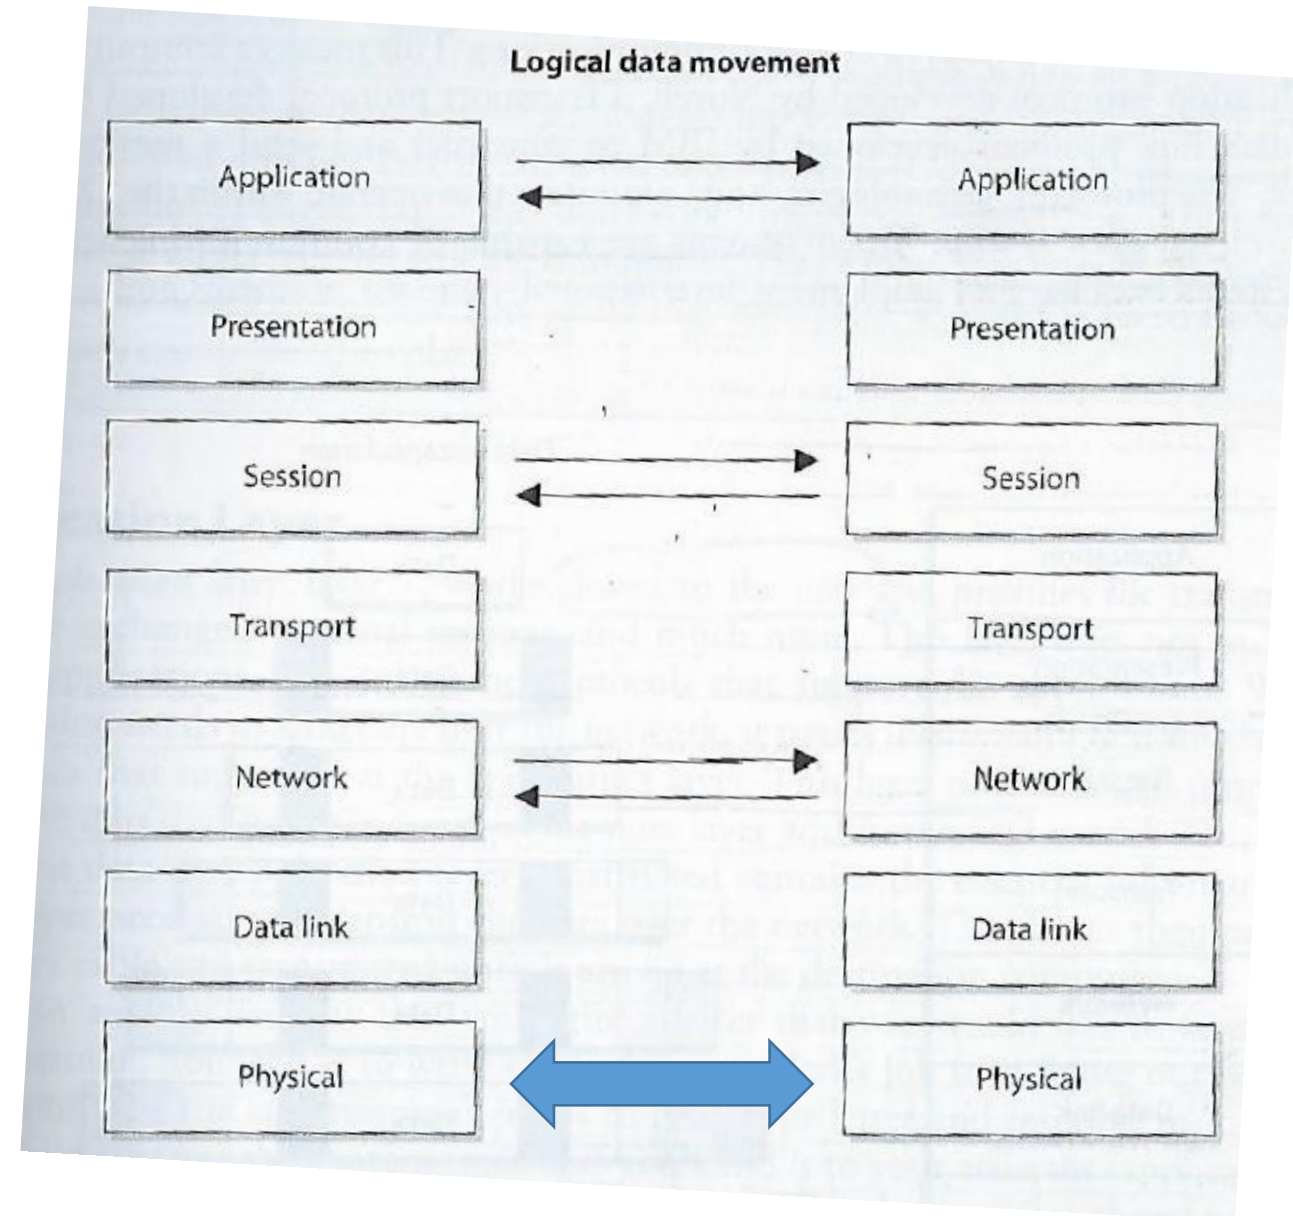 Logical data movement
Application Application
Presentation Presentation
Session Session
Transport Transport
Network Network
Data link Data link
Physical Physical